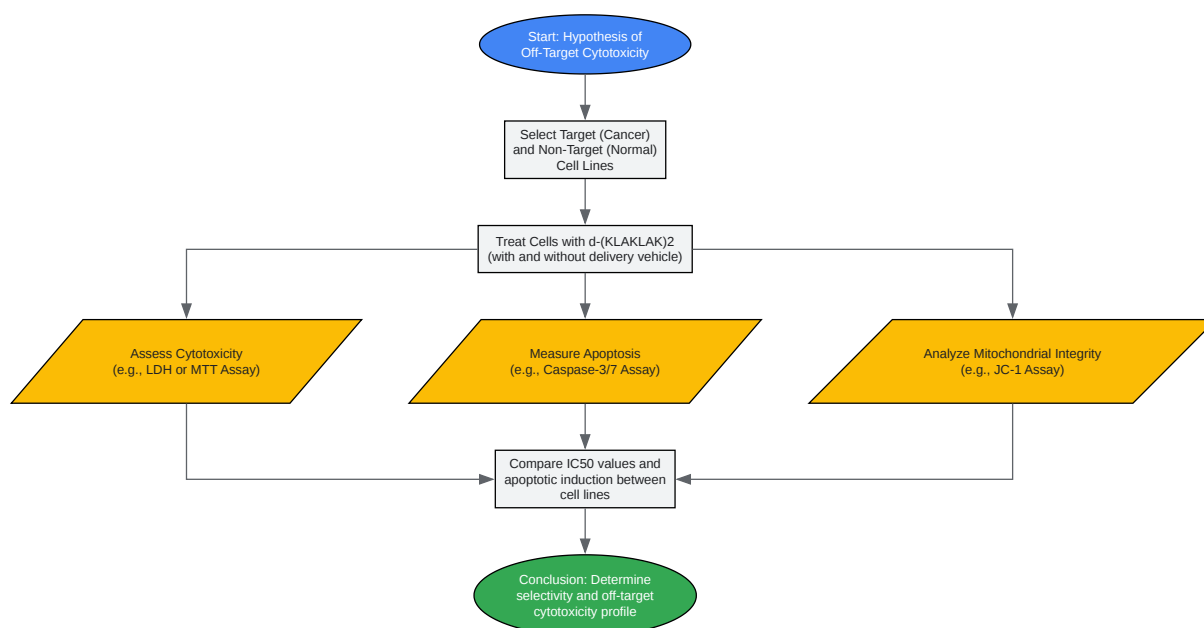 Start: Hypothesis of
Off-Target Cytotoxicity
Select Target (Cancer)
and Non-Target (Normal)
Cell Lines
Treat Cells with d-(KLAKLAK)2
(with and without delivery vehicle)
Assess Cytotoxicity
(e.g., LDH or MTT Assay)
Measure Apoptosis
(e.g., Caspase-3/7 Assay)
Analyze Mitochondrial Integrity
(e.g., JC-1 Assay)
Compare IC50 values and
apoptotic induction between
cell lines
Conclusion: Determine
selectivity and off-target
cytotoxicity profile